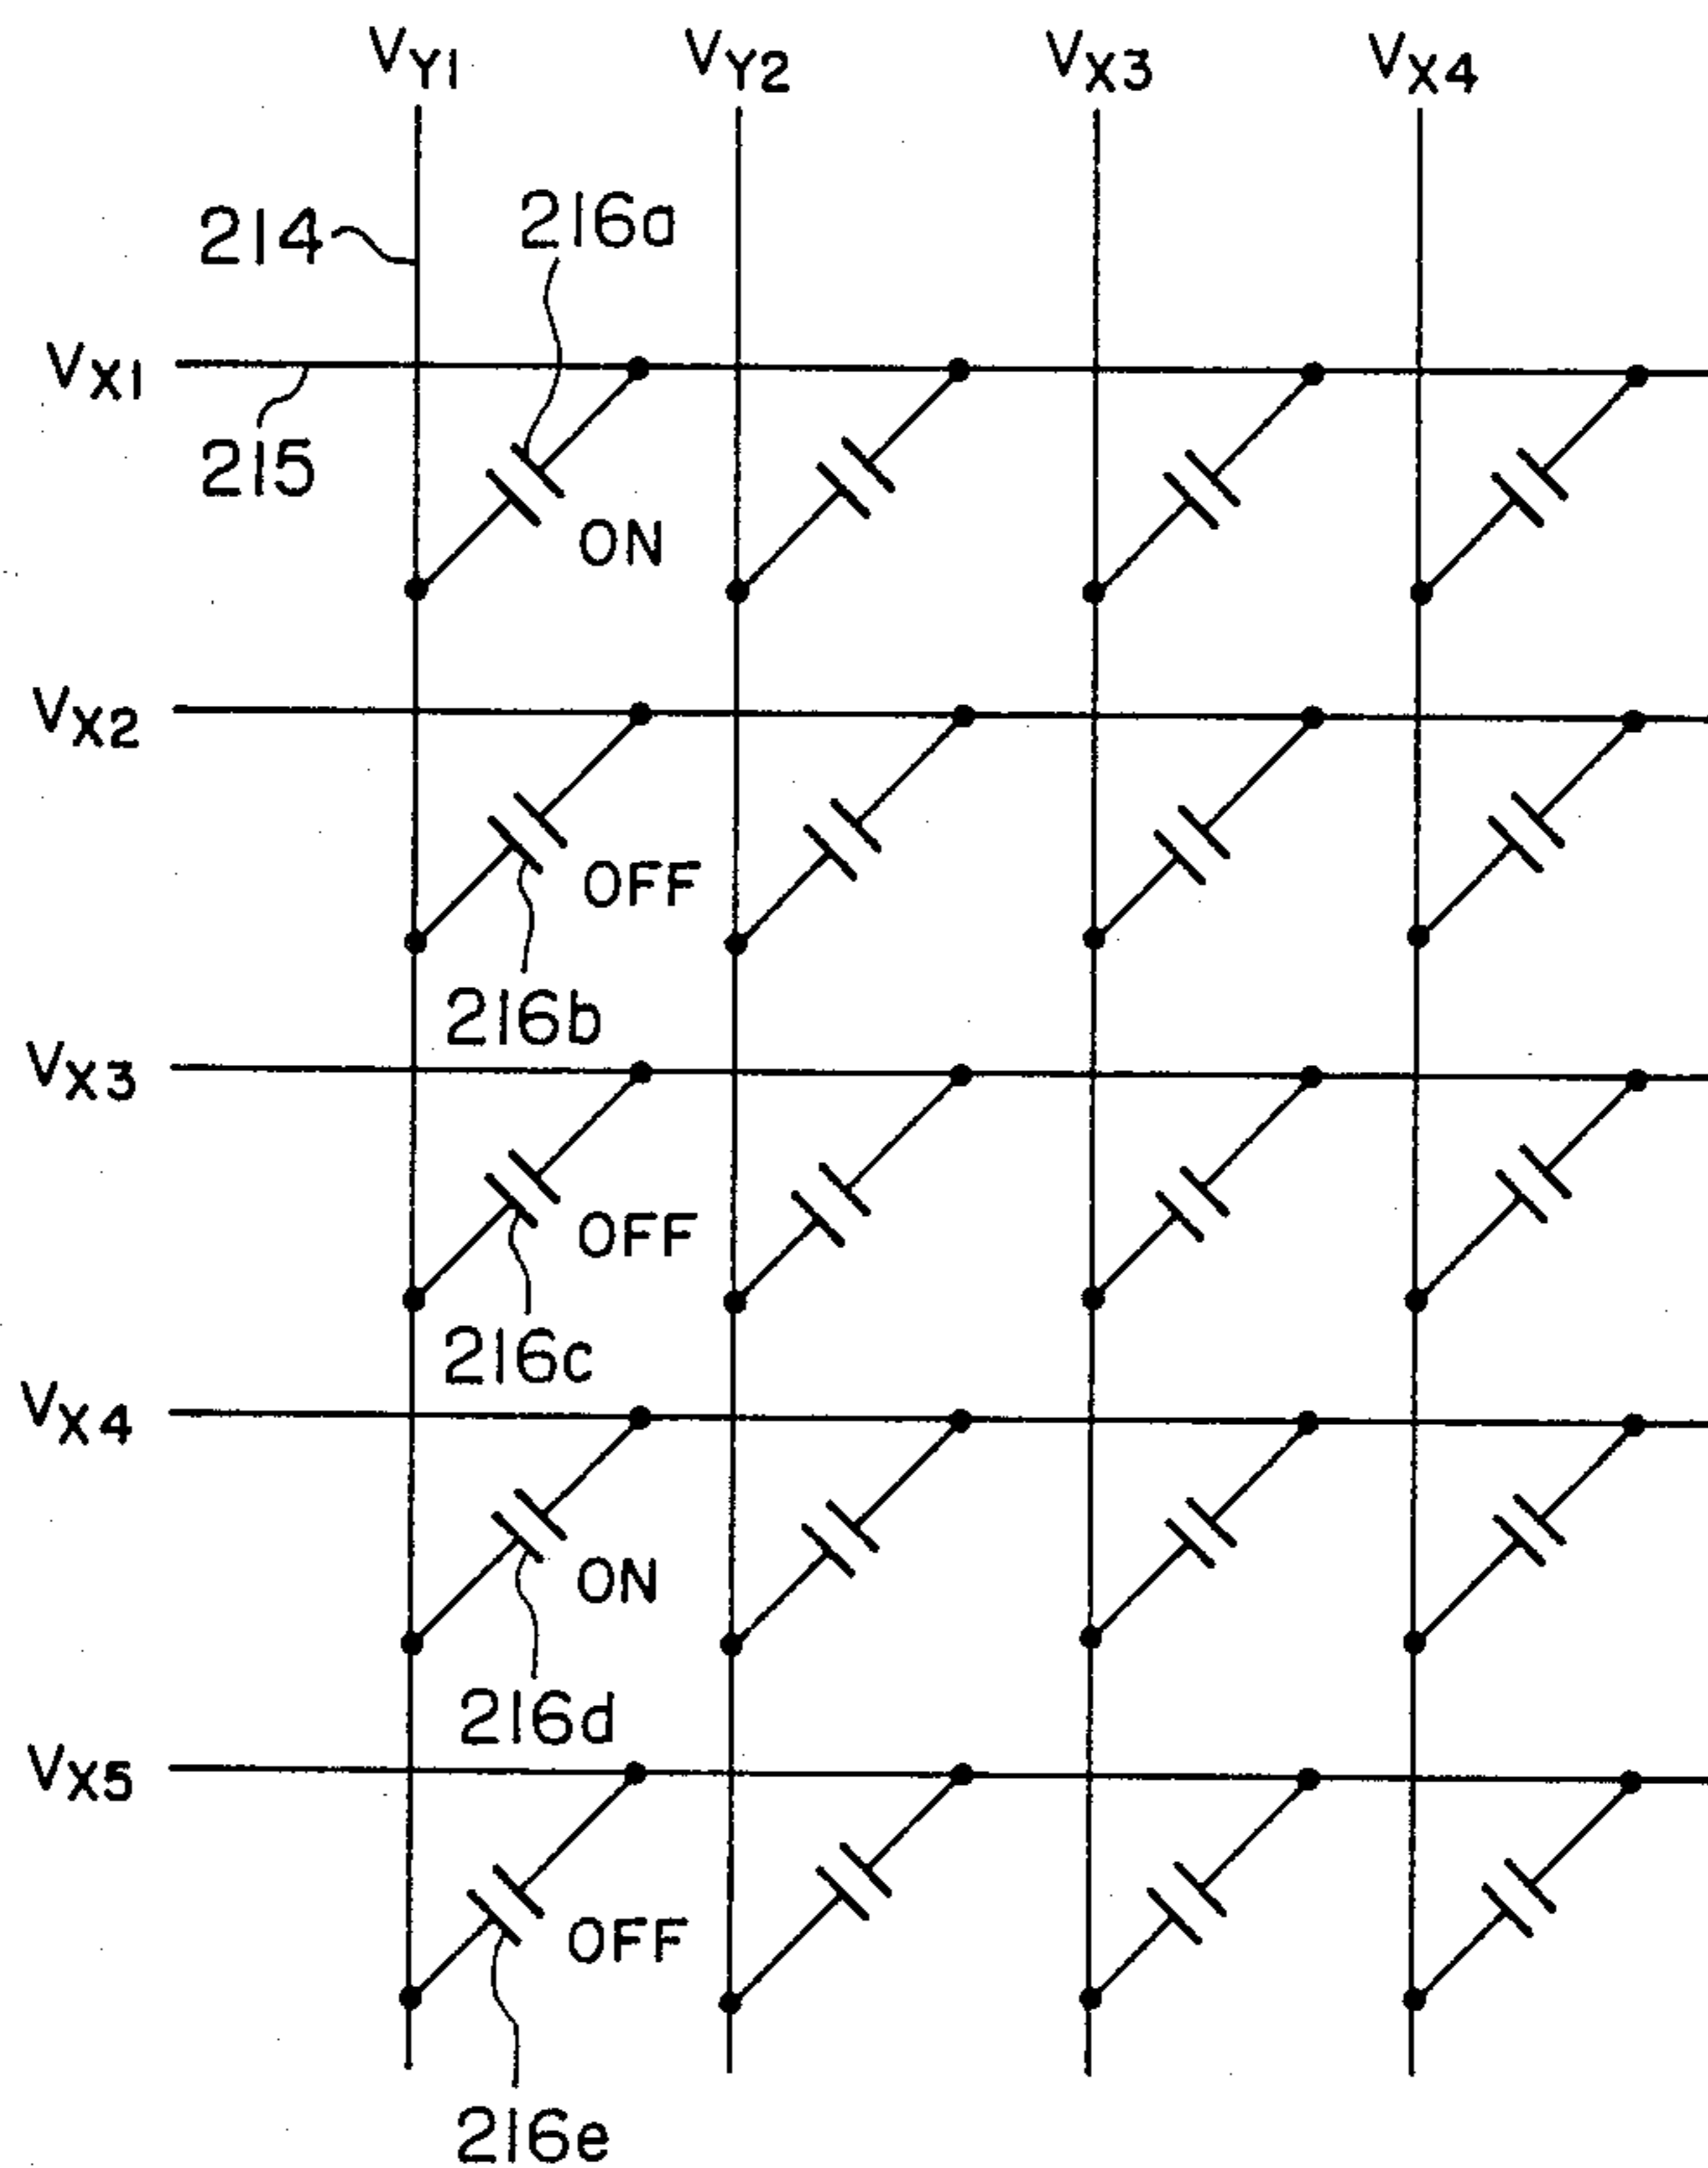 VY1 VY2 VX3 VX4
214
216a
VX1
215
ON
VX2
OFF
216b
VX3
OFF
216c
VX4
ON
216d
VX5
OFF
216e